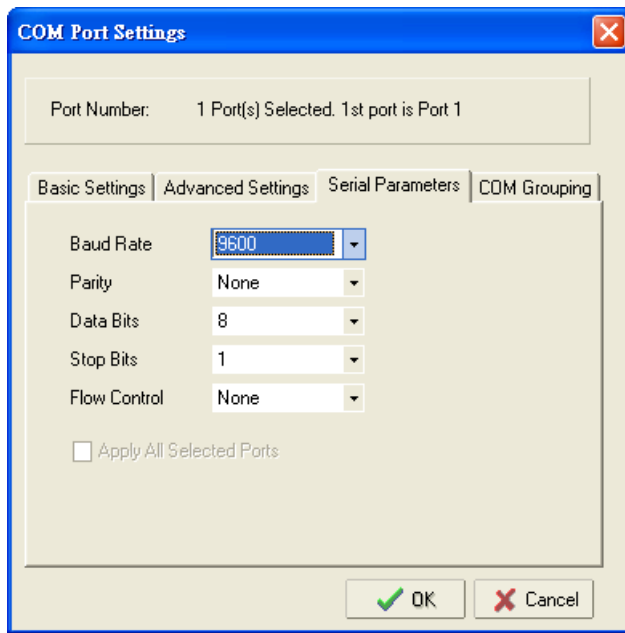 COM Port Settings
Port Number: 1 Port(s) Selected. 1st port is Port 1
Basic Settings Advanced Settings Serial Parameters COM Grouping
Baud Rate 9600
Parity None
Data Bits 8
Stop Bits 1
Flow Control None
Apply All Selected Ports
OK Cancel